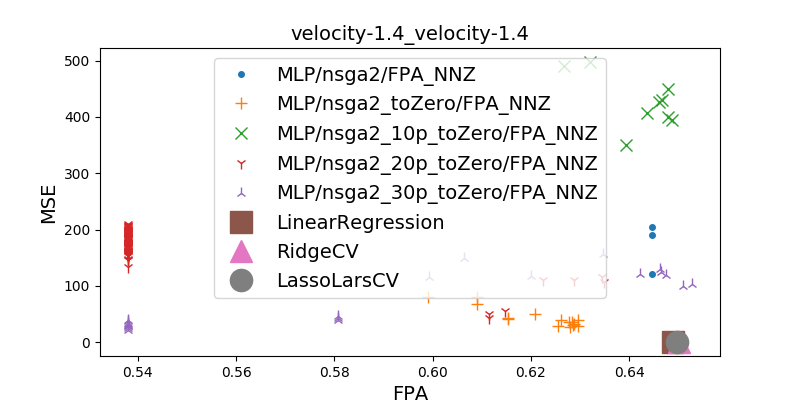 velocity-1.4_velocity-1.4
500
400
300
200
100
0
MSE
MLP/nsga2/FPA_NNZ
MLP/nsga2_toZero/FPA_NNZ
MLP/nsga2_10p_toZero/FPA_NNZ
MLP/nsga2_20p_toZero/FPA_NNZ
MLP/nsga2_30p_toZero/FPA_NNZ
LinearRegression
RidgeCV
LassoLarsCV
0.54 0.56 0.58 0.60 0.62 0.64
FPA